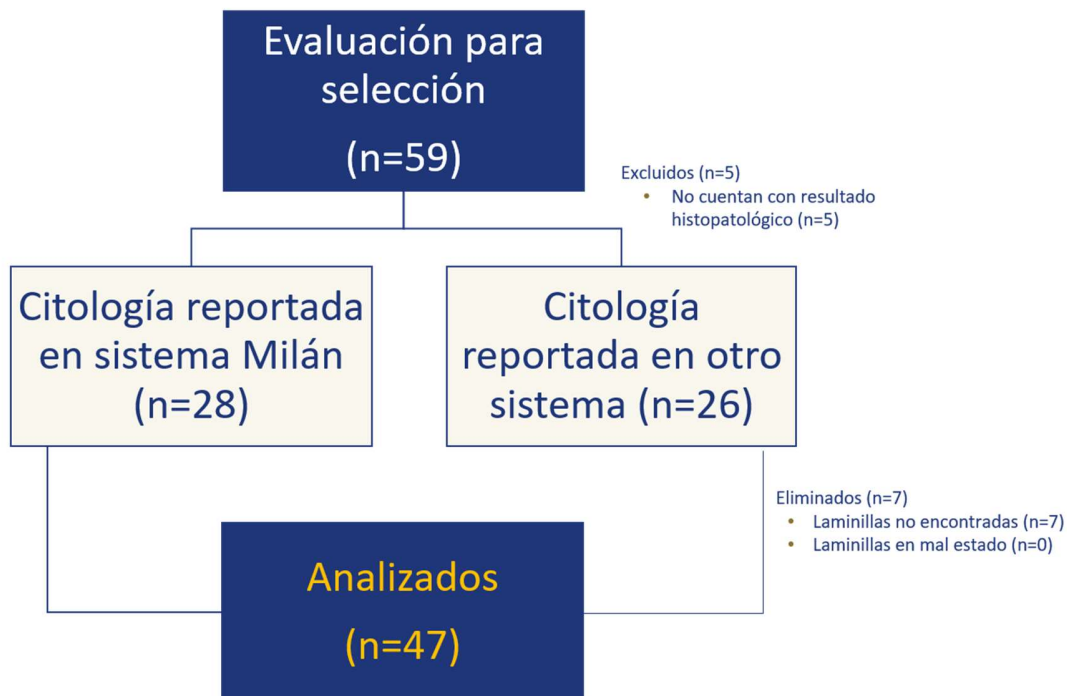 Evaluación para
selección
(n=59)
Excluidos (n=5)
• No cuentan con resultado
histopatológico (n=5)
Citología reportada
en sistema Milán
(n=28)
Citología
reportada en otro
sistema (n=26)
Eliminados (n=7)
• Laminillas no encontradas (n=7)
• Laminillas en mal estado (n=0)
Analizados
(n=47)